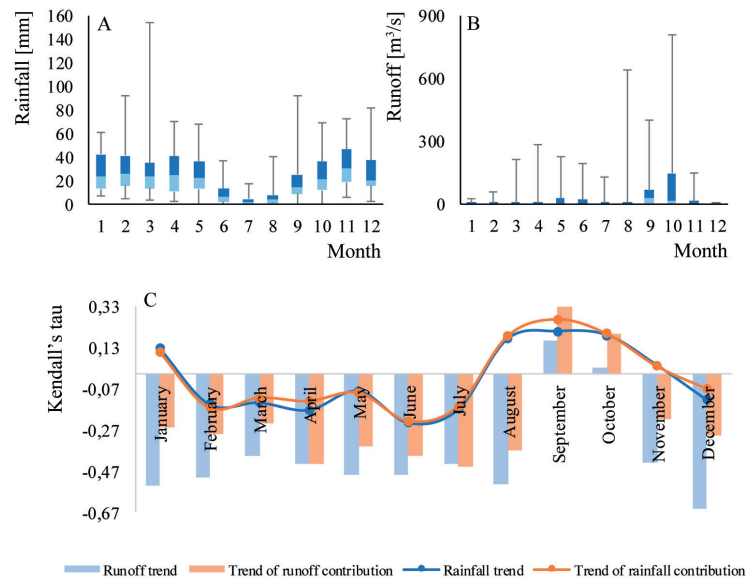 A
Rainfall [mm]
160
140
120
100
80
60
40
20
0
1 2 3 4 5 6 7 8 9 10 11 12
Month
B
Runoff [m³/s]
900
600
300
0
1 2 3 4 5 6 7 8 9 10 11 12
Month
C
Kendall's tau
0,33
0,13
-0,07
-0,27
-0,47
-0,67
January
February
March
April
May
June
July
August
September
October
November
December
Runoff trend Trend of runoff contribution Rainfall trend Trend of rainfall contribution